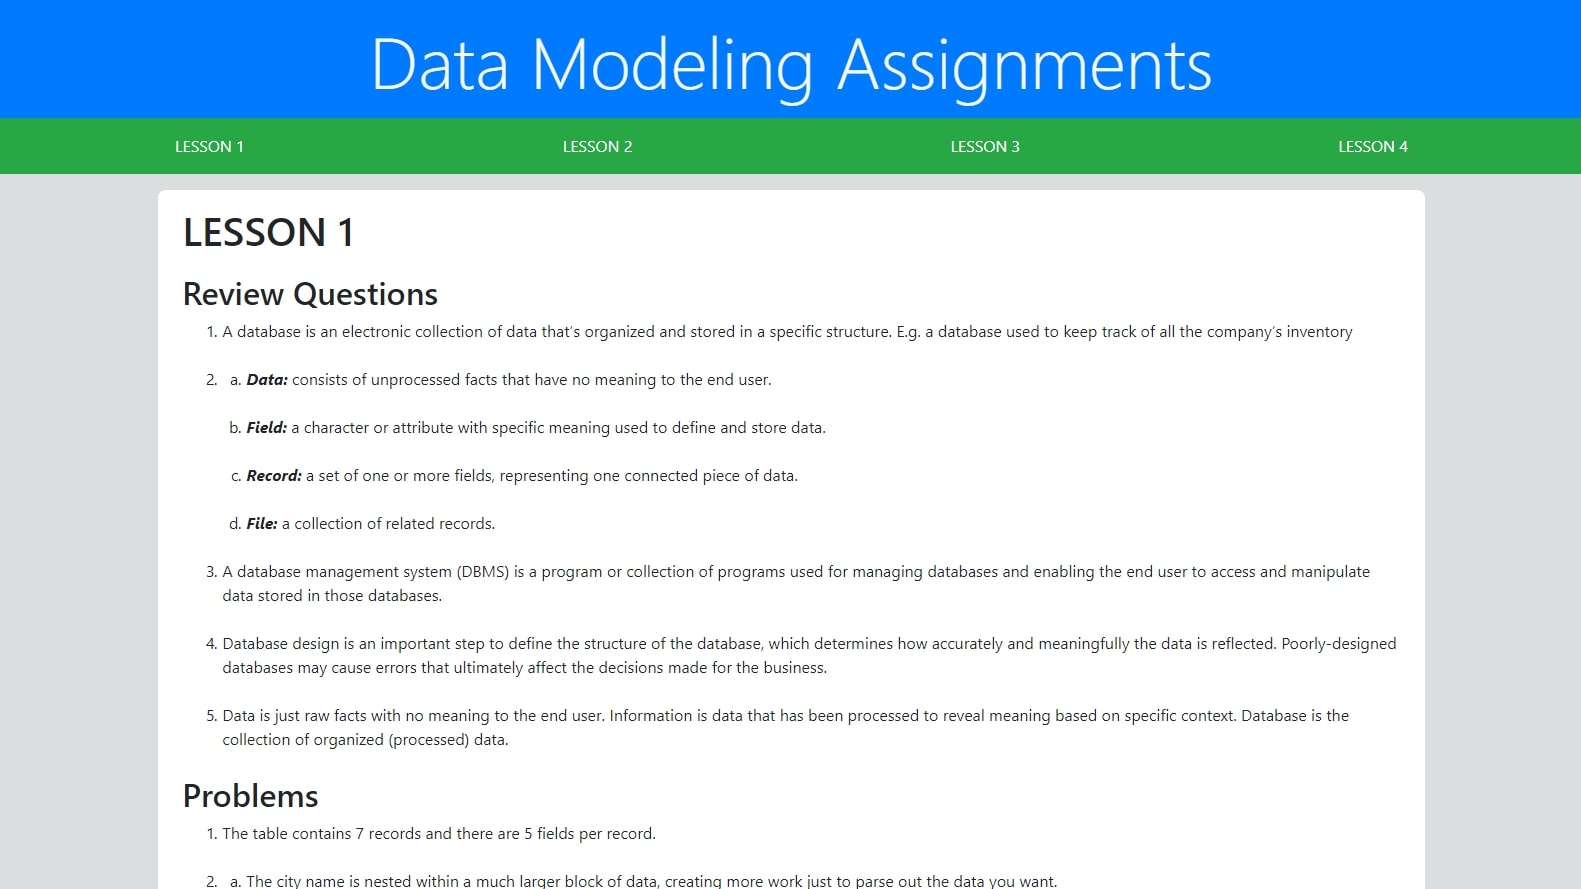 Data Modeling Assignments
LESSON 1
LESSON 2
LESSON 3
LESSON 4
LESSON 1
Review Questions
1. A database is an electronic collection of data that's organized and stored in a specific structure. E.g. a database used to keep track of all the company's inventory
2. a. Data: consists of unprocessed facts that have no meaning to the end user.
b. Field: a character or attribute with specific meaning used to define and store data.
c. Record: a set of one or more fields, representing one connected piece of data.
d. File: a collection of related records.
3. A database management system (DBMS) is a program or collection of programs used for managing databases and enabling the end user to access and manipulate
data stored in those databases.
4. Database design is an important step to define the structure of the database, which determines how accurately and meaningfully the data is reflected. Poorly-designed
databases may cause errors that ultimately affect the decisions made for the business.
5. Data is just raw facts with no meaning to the end user. Information is data that has been processed to reveal meaning based on specific context. Database is the
collection of organized (processed) data.
Problems
1. The table contains 7 records and there are 5 fields per record.
2. a. The city name is nested within a much larger block of data, creating more work just to parse out the data you want.